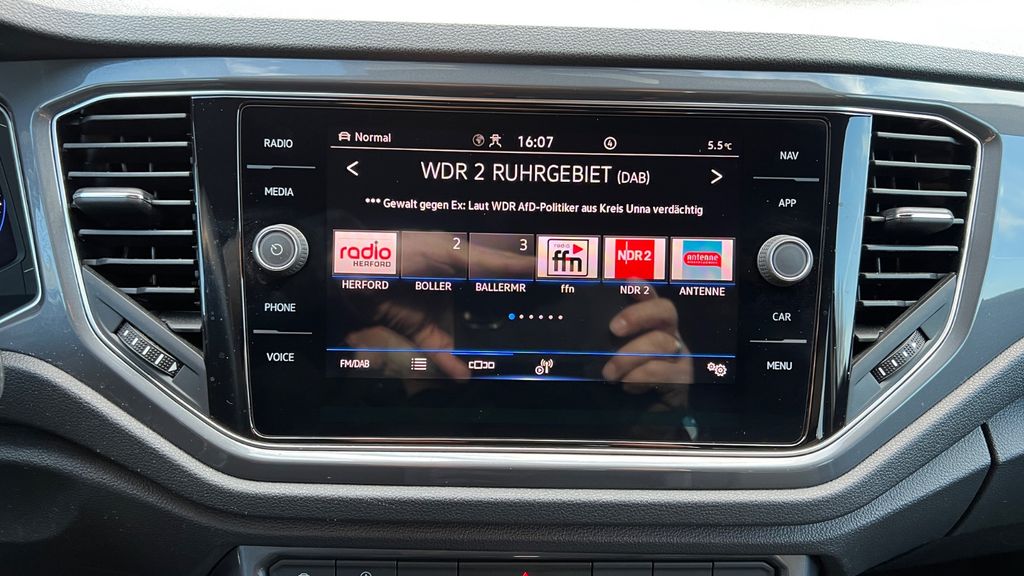 RADIO
MEDIA
PHONE
VOICE
Normal
16:07
4
5.5°C
< WDR 2 RUHRGEBIET (DAB) >
*** Gewalt gegen Ex: Laut WDR AfD-Politiker aus Kreis Unna verdächtig
radio HERFORD
2
3
radio ffn
NDR 2
antenne
HERFORD
BOLLER
BALLERMR
ffn
NDR 2
ANTENNE
FM/DAB
NAV
APP
CAR
MENU